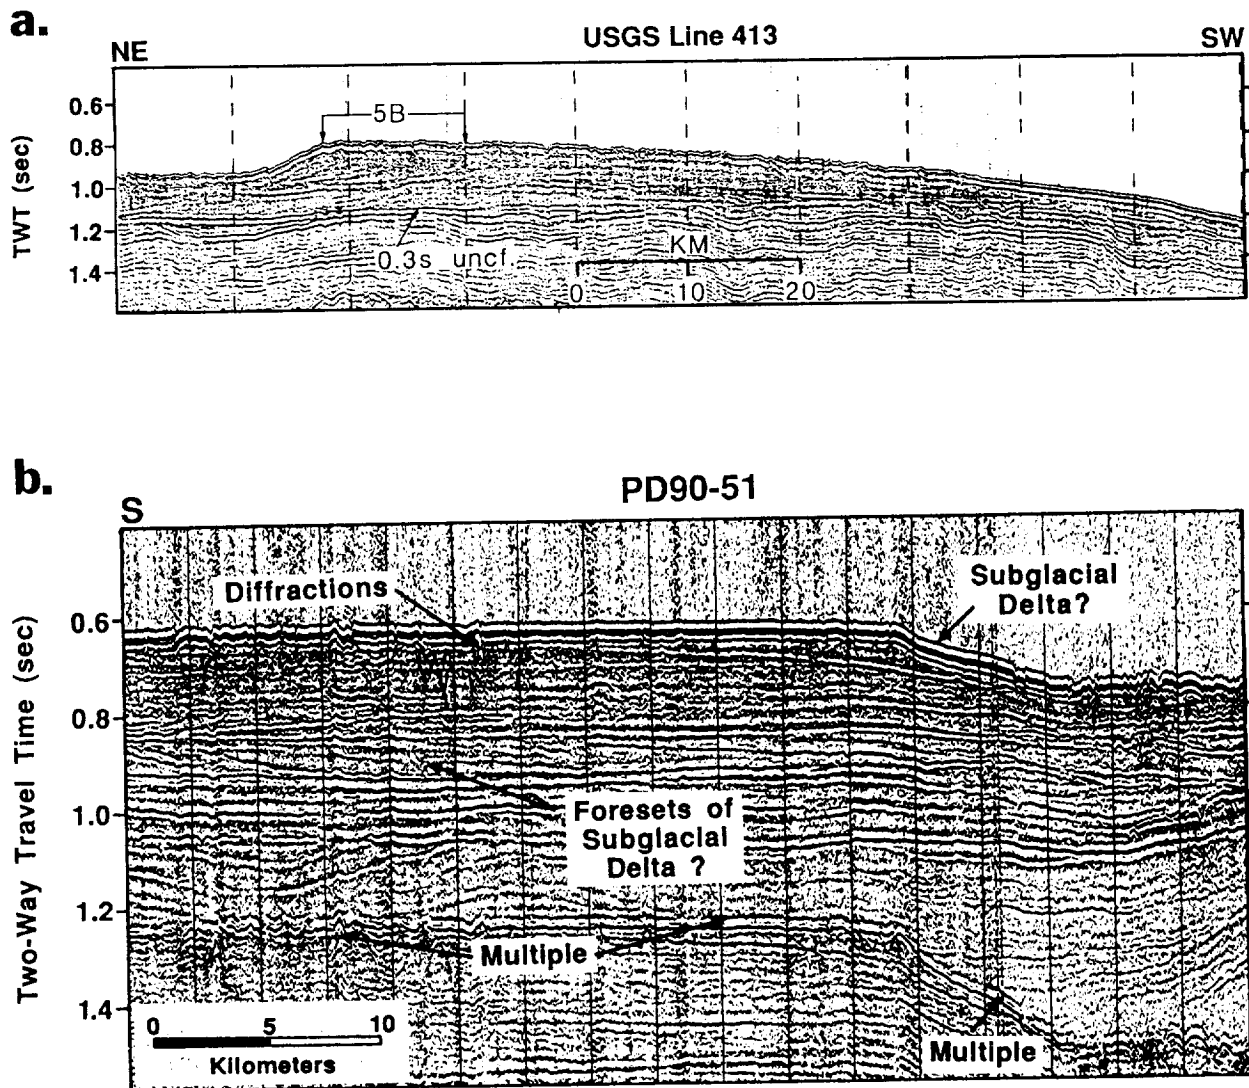 a.
USGS Line 413
NE
SW
TWT (sec)
0.6
0.8
1.0
1.2
1.4
5B
0.3s uncf.
KM
0 10 20
b.
PD90-51
S
Two-Way Travel Time (sec)
0.6
0.8
1.0
1.2
1.4
Diffractions
Subglacial
Delta?
Foresets of
Subglacial
Delta ?
Multiple
Multiple
0 5 10
Kilometers